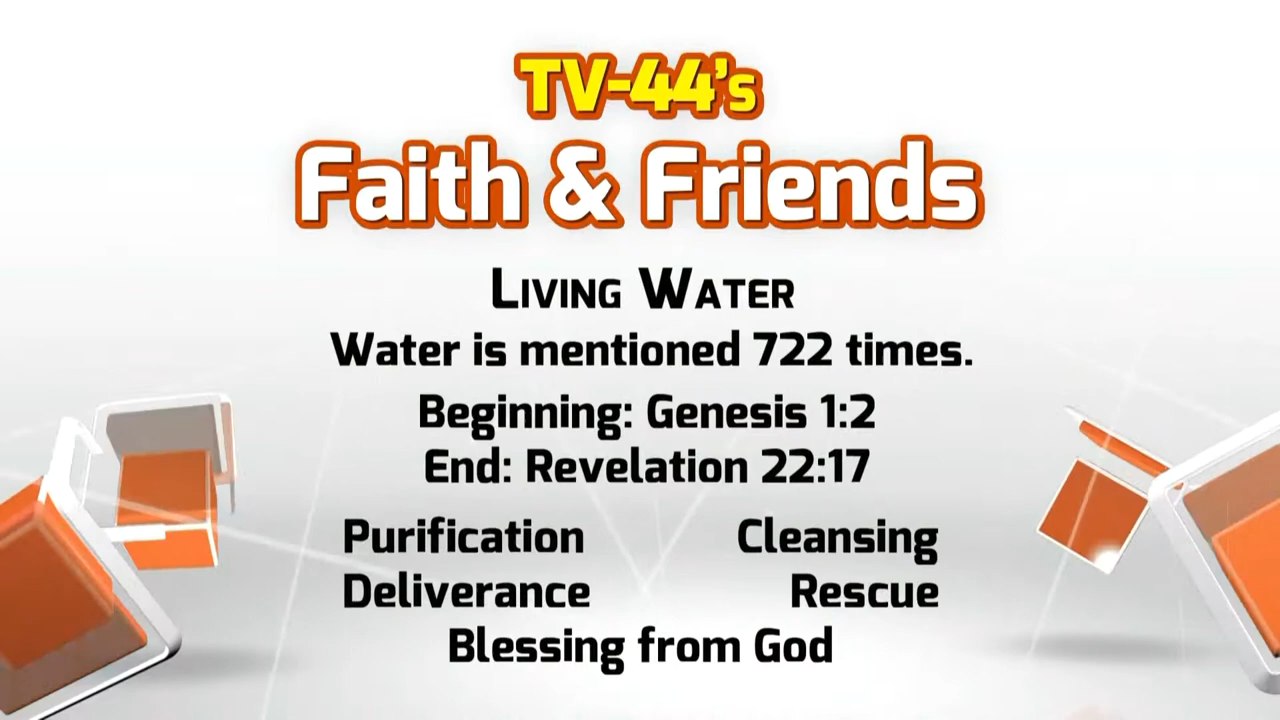 TV-44's
Faith & Friends
Living Water
Water is mentioned 722 times.
Beginning: Genesis 1:2
End: Revelation 22:17
Purification Cleansing
Deliverance Rescue
Blessing from God